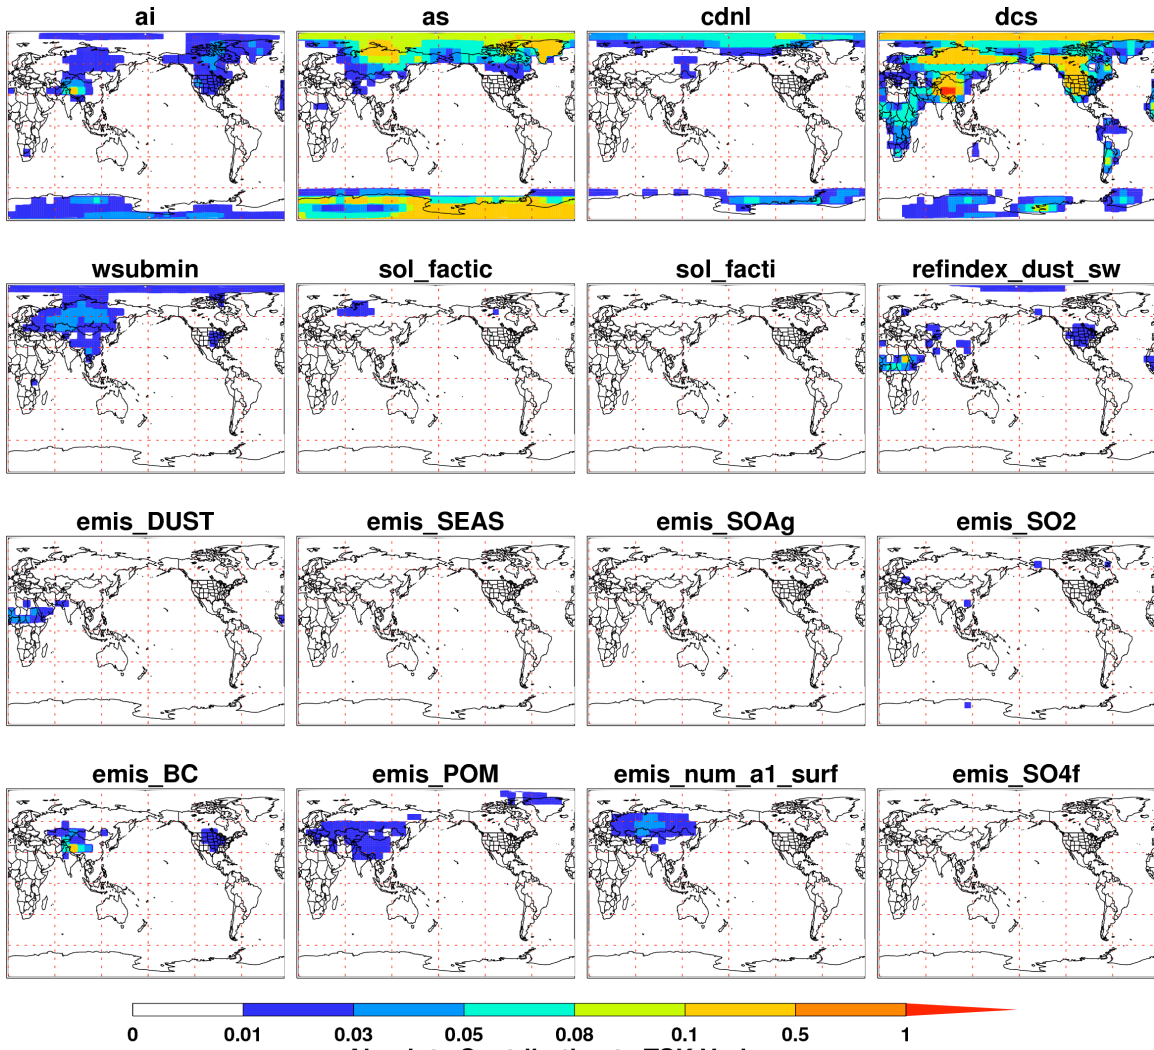 ai as cdnl dcs
wsubmin sol_factic sol_facti refindex_dust_sw
emis_DUST emis_SEAS emis_SOAg emis_SO2
emis_BC emis_POM emis_num_a1_surf emis_SO4f
0 0.01 0.03 0.05 0.08 0.1 0.5 1